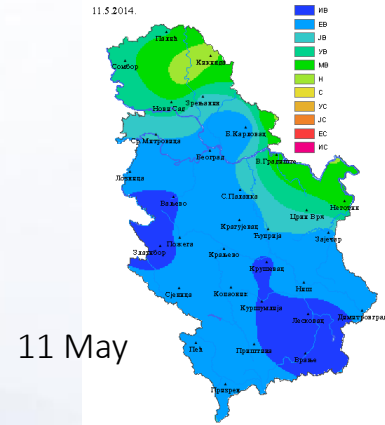 11.5.2014.
ИВ
ЕВ
ЈВ
УВ
МВ
Н
С
УС
ЈС
ЕС
ИС
Палић
Сомбор
Кикинда
Нови Сад
Зрењанин
Б.Карловац
Ср.Митровица
Београд
В.Градиште
Лозница
Ваљево
С.Паланка
Црни Врх
Неготин
Крагујевац
Ћуприја
Зајечар
Пожега
Златибор
Краљево
Крушевац
Сјеница
Копаоник
Ниш
Куршумлија
Лесковац
Димитровград
11 May
Пећ
Приштина
Врање
Призрен